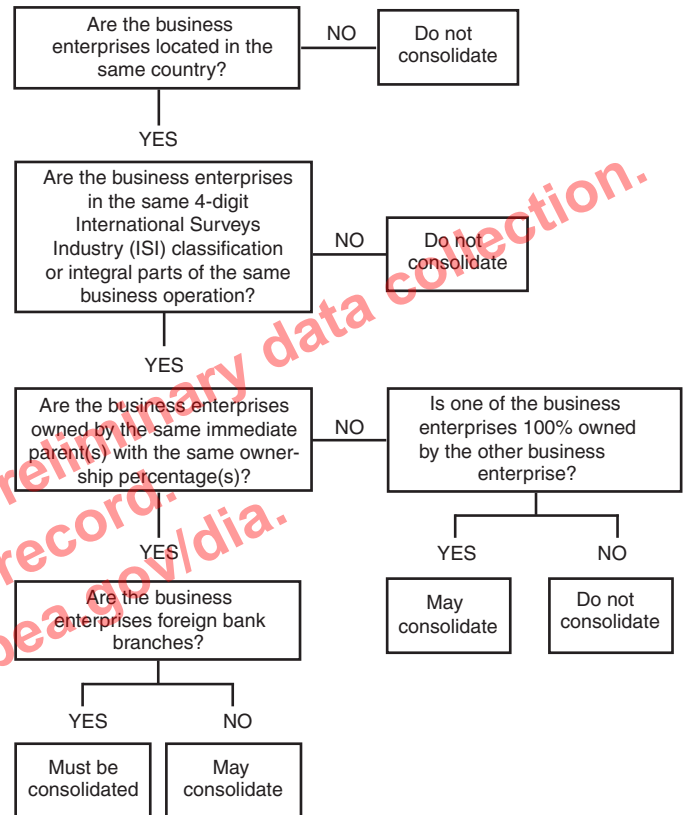 Are the business
enterprises located in the
same country?
NO
Do not
consolidate
YES
Are the business enterprises
in the same 4-digit
International Surveys
Industry (ISI) classification
or integral parts of the same
business operation?
NO
Do not
consolidate
YES
Are the business enterprises
owned by the same immediate
parent(s) with the same owner-
ship percentage(s)?
NO
Is one of the business
enterprises 100% owned
by the other business
enterprise?
YES
Are the business
enterprises foreign bank
branches?
YES
NO
May
consolidate
Do not
consolidate
YES
NO
Must be
consolidated
May
consolidate
preliminary data collection.
record.
bea.gov/dia.